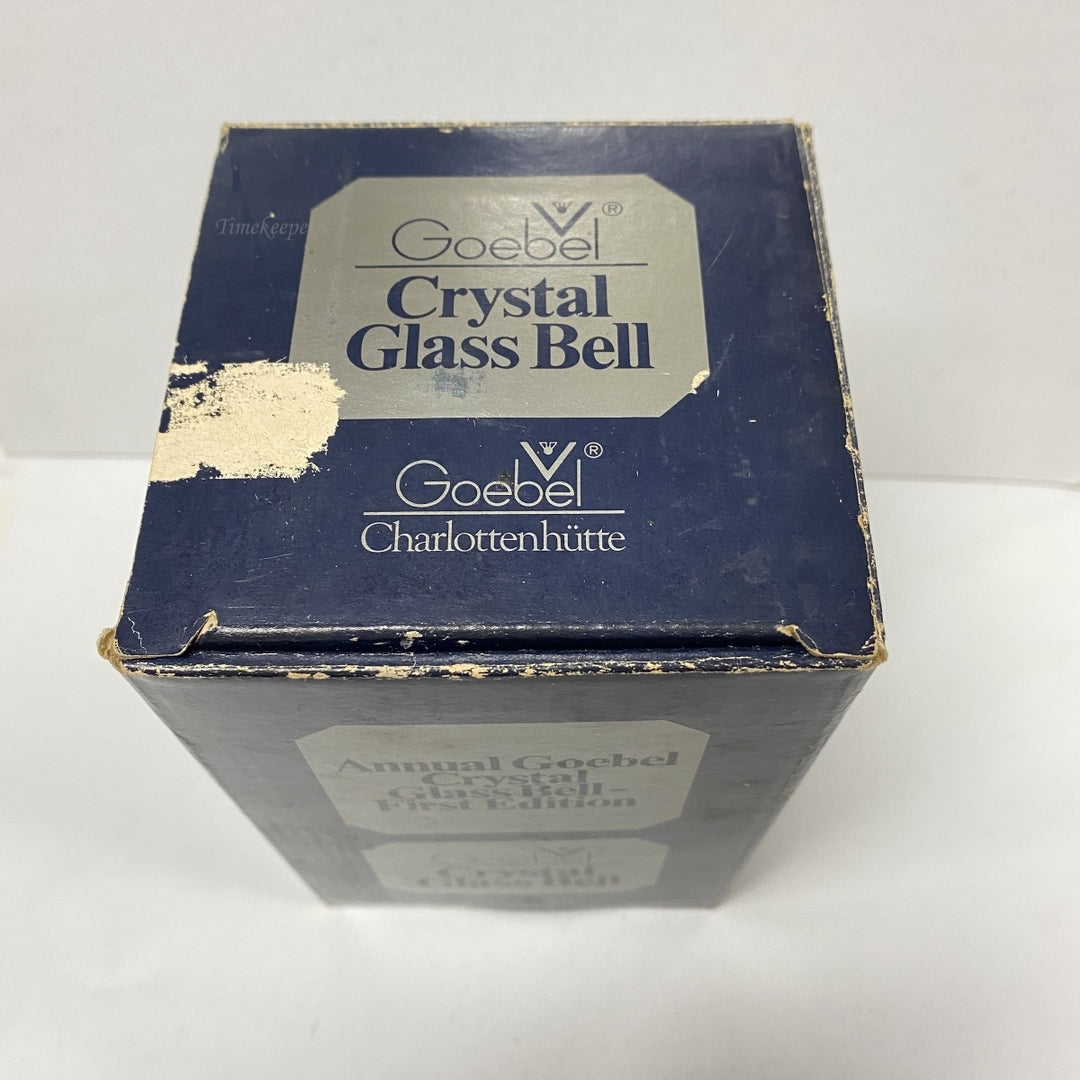 Timekeepe
Goebel ®
Crystal
Glass Bell
Goebel ®
Charlottenhütte
Annual Goebel
Crystal
Glass Bell-
First Edition
Goebel
Crystal
Glass Bell